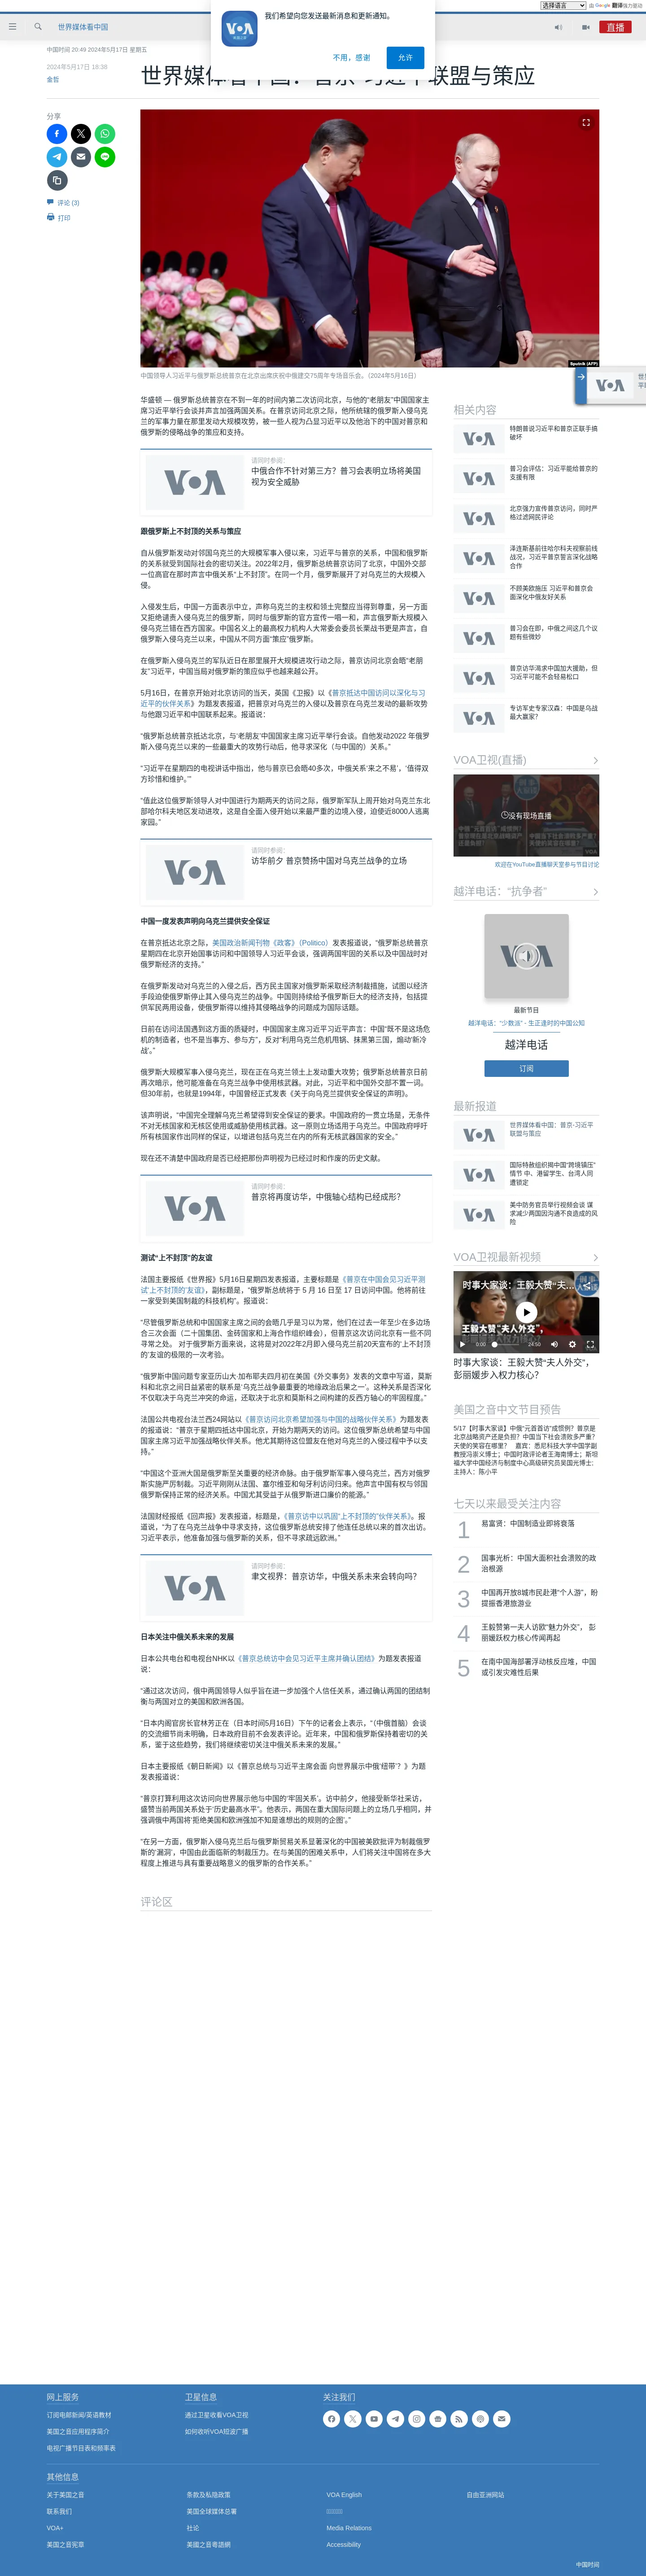 选择语言 由 Google 翻译强力驱动
我们希望向您发送最新消息和更新通知。
不用，感谢
允许
世界媒体看中国
直播
中国时间 20:49 2024年5月17日 星期五
2024年5月17日 18:38
金哲
分享
评论 (3)
打印
Sputnik (AFP)
中国领导人习近平与俄罗斯总统普京在北京出席庆祝中俄建交75周年专场音乐会。(2024年5月16日)
华盛顿 —
俄罗斯总统普京在不到一年的时间内第二次访问北京，与他的“老朋友”中国国家主席习近平举行会谈并声言加强两国关系。在普京访问北京之际，他所统辖的俄罗斯入侵乌克兰的军事力量在那里发动大规模攻势，与他入侵的努力凸显习近平以及他治下的中国对普京和俄罗斯的侵略战争的策应和支持。
请同时参阅：
中俄合作不针对第三方？普习会表明立场将美国视为安全威胁
跟俄罗斯上不封顶的关系与策应
自从俄罗斯发动对邻国乌克兰的大规模军事入侵以来，习近平与普京的关系，中国和俄罗斯的关系就受到国际社会的密切关注。2022年2月，俄罗斯总统普京访问了北京，中国外交部一位高官在那时声言中俄关系“上不封顶”。在同一个月，俄罗斯展开了对乌克兰的大规模入侵。
入侵发生后，中国一方面表示中立，声称乌克兰的主权和领土完整应当得到尊重，另一方面又拒绝谴责入侵乌克兰的俄罗斯，同时与俄罗斯的官方宣传一唱一和，声言俄罗斯大规模入侵乌克兰错在西方国家。中国名义上的最高权力机构人大常委会委员长栗战书更是声言，自俄罗斯入侵乌克兰以来，中国从不同方面“策应”俄罗斯。
在俄罗斯入侵乌克兰的军队近日在那里展开大规模进攻行动之际，普京访问北京会晤“老朋友”习近平，中国当局对俄罗斯的策应似乎也越来越公开。
5月16日，在普京开始对北京访问的当天，英国《卫报》以《普京抵达中国访问以深化与习近平的伙伴关系》为题发表报道，把普京对乌克兰的入侵以及普京在乌克兰发动的最新攻势与他跟习近平和中国联系起来。报道说：
“俄罗斯总统普京抵达北京，与‘老朋友’中国国家主席习近平举行会谈。自他发动2022 年俄罗斯入侵乌克兰以来的一些最重大的攻势行动后，他寻求深化（与中国的）关系。”
“习近平在星期四的电视讲话中指出，他与普京已会晤40多次，中俄关系‘来之不易’，‘值得双方珍惜和维护。’”
“值此这位俄罗斯领导人对中国进行为期两天的访问之际，俄罗斯军队上周开始对乌克兰东北部哈尔科夫地区发动进攻，这是自全面入侵开始以来最严重的边境入侵，迫使近8000人逃离家园。”
请同时参阅：
访华前夕 普京赞扬中国对乌克兰战争的立场
中国一度发表声明向乌克兰提供安全保证
在普京抵达北京之际，美国政治新闻刊物《政客》（Politico）发表报道说，“俄罗斯总统普京星期四在北京开始国事访问和中国领导人习近平会谈，强调两国牢固的关系以及中国战时对俄罗斯经济的支持。”
在俄罗斯发动对乌克兰的入侵之后，西方民主国家对俄罗斯采取经济制裁措施，试图以经济手段迫使俄罗斯停止其入侵乌克兰的战争。中国则持续给予俄罗斯巨大的经济支持，包括提供军民两用设备，使俄罗斯得以维持其侵略战争的问题成为国际话题。
日前在访问法国遇到这方面的质疑时，中国国家主席习近平习近平声言：中国“既不是这场危机的制造者，也不是当事方、参与方”，反对“利用乌克兰危机甩锅、抹黑第三国，煽动‘新冷战’。”
俄罗斯大规模军事入侵乌克兰，现在正在乌克兰领土上发动重大攻势；俄罗斯总统普京日前再次暗示，他可能准备在乌克兰战争中使用核武器。对此，习近平和中国外交部不置一词。但30年前，也就是1994年，中国曾经正式发表《关于向乌克兰提供安全保证的声明》。
该声明说，“中国完全理解乌克兰希望得到安全保证的要求。中国政府的一贯立场是，无条件不对无核国家和无核区使用或威胁使用核武器。这一原则立场适用于乌克兰。中国政府呼吁所有核国家作出同样的保证，以增进包括乌克兰在内的所有无核武器国家的安全。”
现在还不清楚中国政府是否已经把那份声明视为已经过时和作废的历史文献。
请同时参阅：
普京将再度访华，中俄轴心结构已经成形?
测试“上不封顶”的友谊
法国主要报纸《世界报》5月16日星期四发表报道，主要标题是《普京在中国会见习近平测试‘上不封顶的’友谊》，副标题是，“俄罗斯总统将于 5 月 16 日至 17 日访问中国。他将前往一家受到美国制裁的科技机构”。报道说：
“尽管俄罗斯总统和中国国家主席之间的会晤几乎是习以为常，他们在过去一年至少在多边场合三次会面（二十国集团、金砖国家和上海合作组织峰会），但普京这次访问北京有一些不同寻常之处。 对于俄罗斯方面来说，这将是对2022年2月即乌克兰战争前20天宣布的‘上不封顶的’友谊的极限的一次考验。
“俄罗斯中国问题专家亚历山大·加布耶夫四月初在美国《外交事务》发表的文章中写道，莫斯科和北京之间日益紧密的联系是‘乌克兰战争最重要的地缘政治后果之一’。这种关系是否深化不仅取决于乌克兰冲突的命运，还取决于北京和莫斯科之间构建的反西方互相认可的‘伙伴关系’。”
法国公共电视台法兰西24网站以《普京访问北京希望加强与中国的战略伙伴关系》为题发表的报道说：“普京于星期四抵达中国北京，开始为期两天的访问。这位俄罗斯总统希望与中国国家主席习近平加强战略伙伴关系。他尤其期待这位盟友在他对乌克兰的入侵过程中予以支持。”
“中国这个亚洲大国是俄罗斯至关重要的经济命脉。由于俄罗斯军事入侵乌克兰，西方对俄罗斯实施严厉制裁。习近平刚刚从法国、塞尔维亚和匈牙利访问归来。他声言中国有权与邻国俄罗斯保持正常的经济关系。中国尤其受益于从俄罗斯进口廉价的能源。”
法国财经报纸《回声报》发表报道，标题是，《普京访中以巩固“上不封顶的”伙伴关系》。报道说，“为了在乌克兰战争中寻求支持，这位俄罗斯总统安排了他连任总统以来的首次出访。习近平表示，他准备加强与俄罗斯的关系，但不寻求疏远欧洲。”
请同时参阅：
聿文视界：普京访华，中俄关系未来会转向吗？
日本关注中俄关系未来的发展
日本公共电台和电视台NHK以《普京总统访中会见习近平主席并确认团结》为题发表报道说：
“通过这次访问，俄中两国领导人似乎旨在进一步加强个人信任关系，通过确认两国的团结制衡与两国对立的美国和欧洲各国。
“日本内阁官房长官林芳正在（日本时间5月16日）下午的记者会上表示，“（中俄首脑）会谈的交流细节尚未明确，日本政府目前不会发表评论。近年来，中国和俄罗斯保持着密切的关系，鉴于这些趋势，我们将继续密切关注中俄关系未来的发展。”
日本主要报纸《朝日新闻》以《普京总统与习近平主席会面 向世界展示中俄‘纽带’？》为题发表报道说：
“普京打算利用这次访问向世界展示他与中国的‘牢固关系’。访中前夕，他接受新华社采访，盛赞当前两国关系处于‘历史最高水平”。他表示，两国在重大国际问题上的立场几乎相同，并强调俄中两国将‘拒绝美国和欧洲强加不知是谁想出的规则的企图’。”
“在另一方面，俄罗斯入侵乌克兰后与俄罗斯贸易关系显著深化的中国被美欧批评为制裁俄罗斯的‘漏洞’，中国由此面临新的制裁压力。在与美国的困难关系中，人们将关注中国将在多大程度上推进与具有重要战略意义的俄罗斯的合作关系。”
评论区
相关内容
特朗普说习近平和普京正联手搞破坏
普习会评估：习近平能给普京的支援有限
北京强力宣传普京访问，同时严格过滤网民评论
泽连斯基前往哈尔科夫视察前线战况，习近平普京誓言深化战略合作
不顾美欧施压 习近平和普京会面深化中俄友好关系
普习会在即，中俄之间这几个议题有些微妙
普京访华渴求中国加大援助，但习近平可能不会轻易松口
专访军史专家汉森：中国是乌战最大赢家？
VOA卫视(直播)
没有现场直播
欢迎在YouTube直播聊天室参与节目讨论
越洋电话：“抗争者”
最新节目
越洋电话：“少数派” - 生正逢时的中国公知
越洋电话
订阅
最新报道
世界媒体看中国：普京-习近平联盟与策应
国际特赦组织揭中国“跨境镇压”情节 中、港留学生、台湾人同遭锁定
美中防务官员举行视频会谈 谋求减少两国因沟通不良造成的风险
VOA卫视最新视频
时事大家谈：王毅大赞“夫…
王毅大赞“夫人外交”，
0:00 24:50
时事大家谈：王毅大赞“夫人外交”，彭丽媛步入权力核心？
美国之音中文节目预告
5/17【时事大家谈】中俄“元首首访”成惯例？普京是北京战略资产还是负担？中国当下社会溃败多严重？天使的笑容在哪里？ 嘉宾：悉尼科技大学中国学副教授冯崇义博士；中国时政评论者王海南博士；斯坦福大学中国经济与制度中心高级研究员吴国光博士：主持人：陈小平
七天以来最受关注内容
1 易富贤：中国制造业即将衰落
2 国事光析：中国大面积社会溃败的政治根源
3 中国再开放8城市民赴港“个人游”，盼提振香港旅游业
4 王毅赞第一夫人访欧“魅力外交”， 彭丽媛跃权力核心传闻再起
5 在南中国海部署浮动核反应堆，中国或引发灾难性后果
网上服务
订阅电邮新闻/英语教材
美国之音应用程序简介
电视广播节目表和频率表
卫星信息
通过卫星收看VOA卫视
如何收听VOA短波广播
关注我们
其他信息
关于美国之音
联系我们
VOA+
美国之音宪章
条款及私隐政策
美国全球媒体总署
社论
美國之音粵語網
VOA English
Media Relations
Accessibility
自由亚洲网站
中国时间